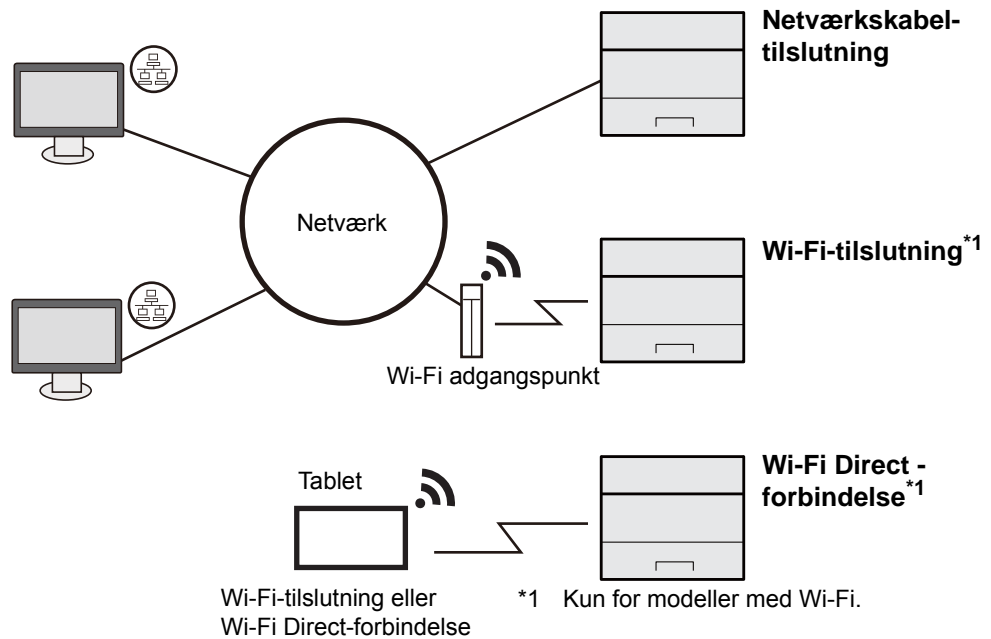 Netværkskabel-
tilslutning
Netværk
Wi-Fi-tilslutning*1
Wi-Fi adgangspunkt
Tablet
Wi-Fi Direct -
forbindelse*1
Wi-Fi-tilslutning eller
Wi-Fi Direct-forbindelse
*1 Kun for modeller med Wi-Fi.